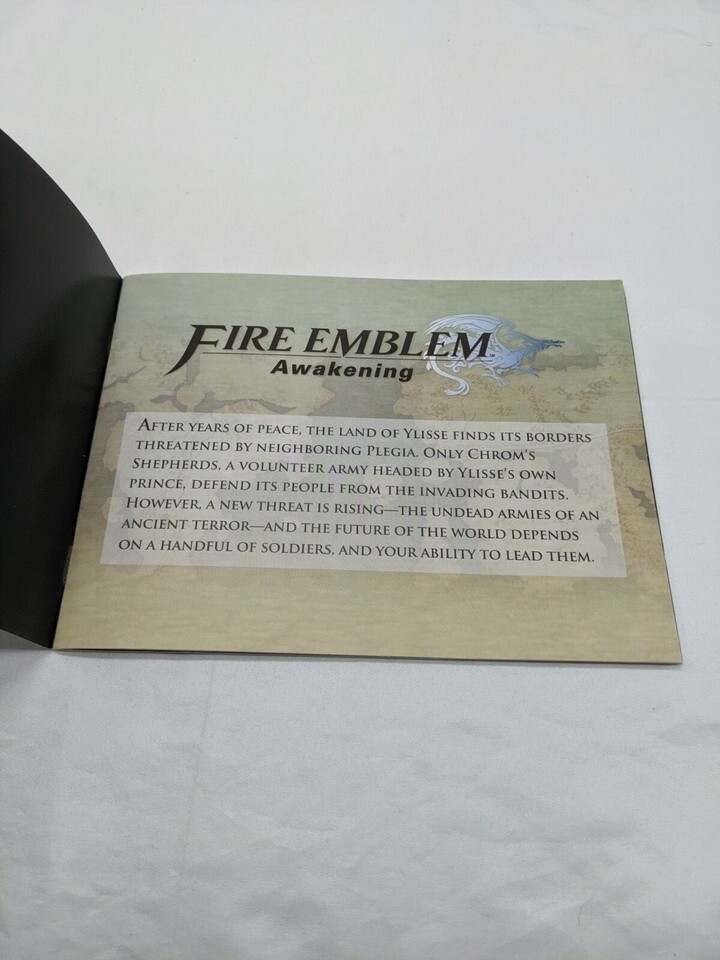 FIRE EMBLEM™
Awakening
AFTER YEARS OF PEACE, THE LAND OF YLISSE FINDS ITS BORDERS
THREATENED BY NEIGHBORING PLEGIA. ONLY CHROM'S
SHEPHERDS, A VOLUNTEER ARMY HEADED BY YLISSE'S OWN
PRINCE, DEFEND ITS PEOPLE FROM THE INVADING BANDITS.
HOWEVER, A NEW THREAT IS RISING—THE UNDEAD ARMIES OF AN
ANCIENT TERROR—AND THE FUTURE OF THE WORLD DEPENDS
ON A HANDFUL OF SOLDIERS, AND YOUR ABILITY TO LEAD THEM.